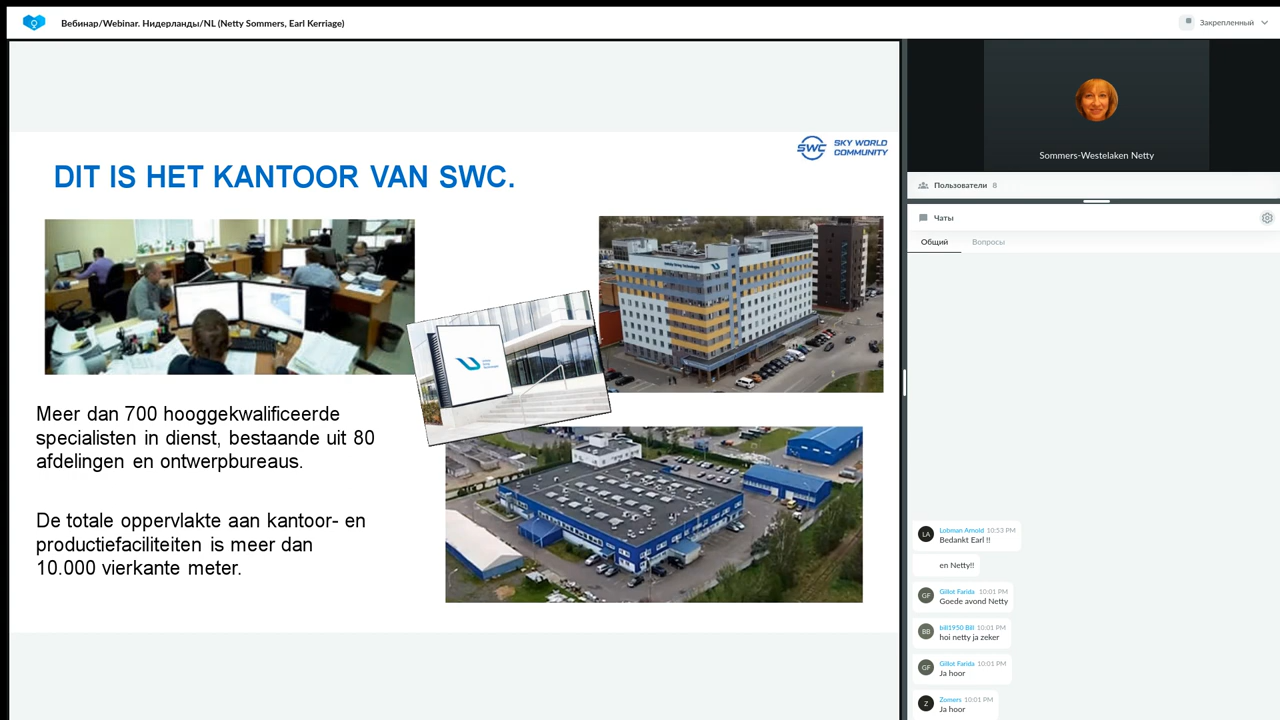 Вебинар/Webinar. Нидерланды/NL (Netty Sommers, Earl Kerriage)
Закрепленный
SWC SKY WORLD
COMMUNITY
DIT IS HET KANTOOR VAN SWC.
Meer dan 700 hooggekwalificeerde
specialisten in dienst, bestaande uit 80
afdelingen en ontwerpbureaus.
De totale oppervlakte aan kantoor- en
productiefaciliteiten is meer dan
10.000 vierkante meter.
Sommers-Westelaken Netty
Пользователи 8
Чаты
Общий Вопросы
LA Lobman Arnold 10:53 PM
Bedankt Earl !!
en Netty!!
GF Gillot Farida 10:01 PM
Goede avond Netty
BB bill1950 Bill 10:01 PM
hoi netty ja zeker
GF Gillot Farida 10:01 PM
Ja hoor
Z Zomers 10:01 PM
Ja hoor